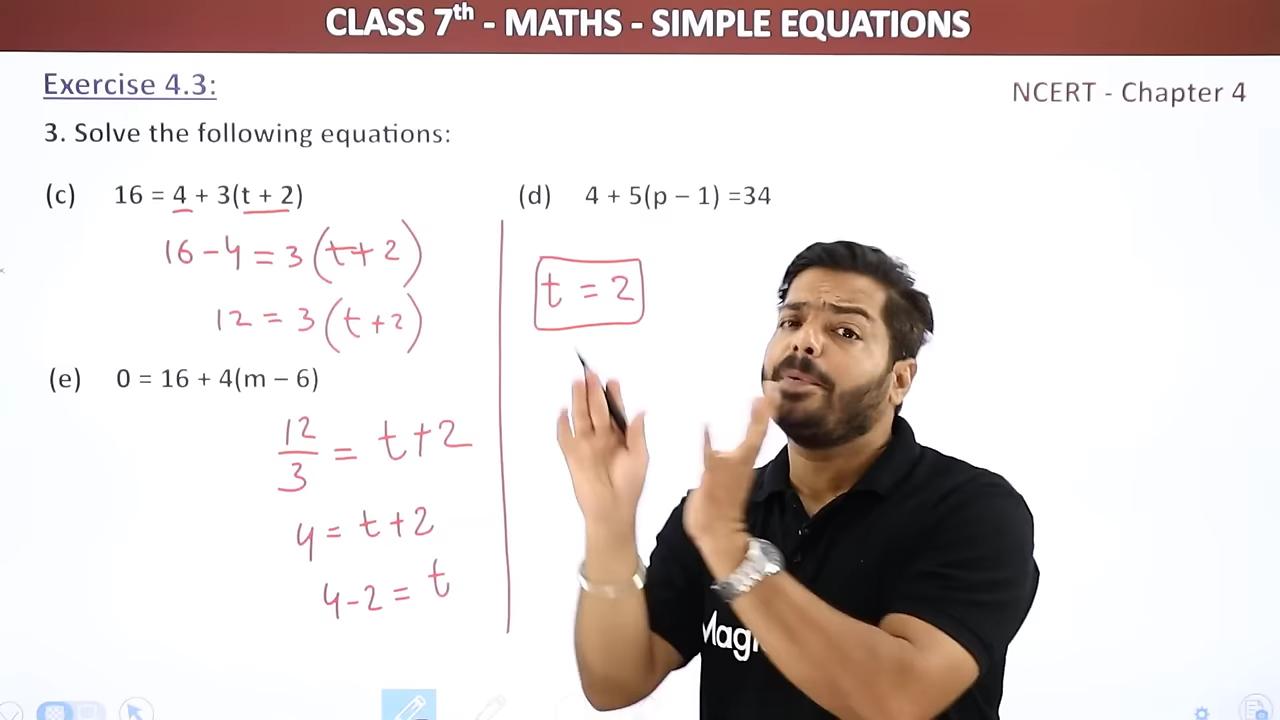 CLASS 7th - MATHS - SIMPLE EQUATIONS
Exercise 4.3:
NCERT - Chapter 4
3. Solve the following equations:
(c) 16 = 4 + 3(t + 2)
(d) 4 + 5(p – 1) =34
16 - 4 = 3 (t + 2)
t = 2
12 = 3 (t + 2)
(e) 0 = 16 + 4(m – 6)
12/3 = t + 2
4 = t + 2
4 - 2 = t